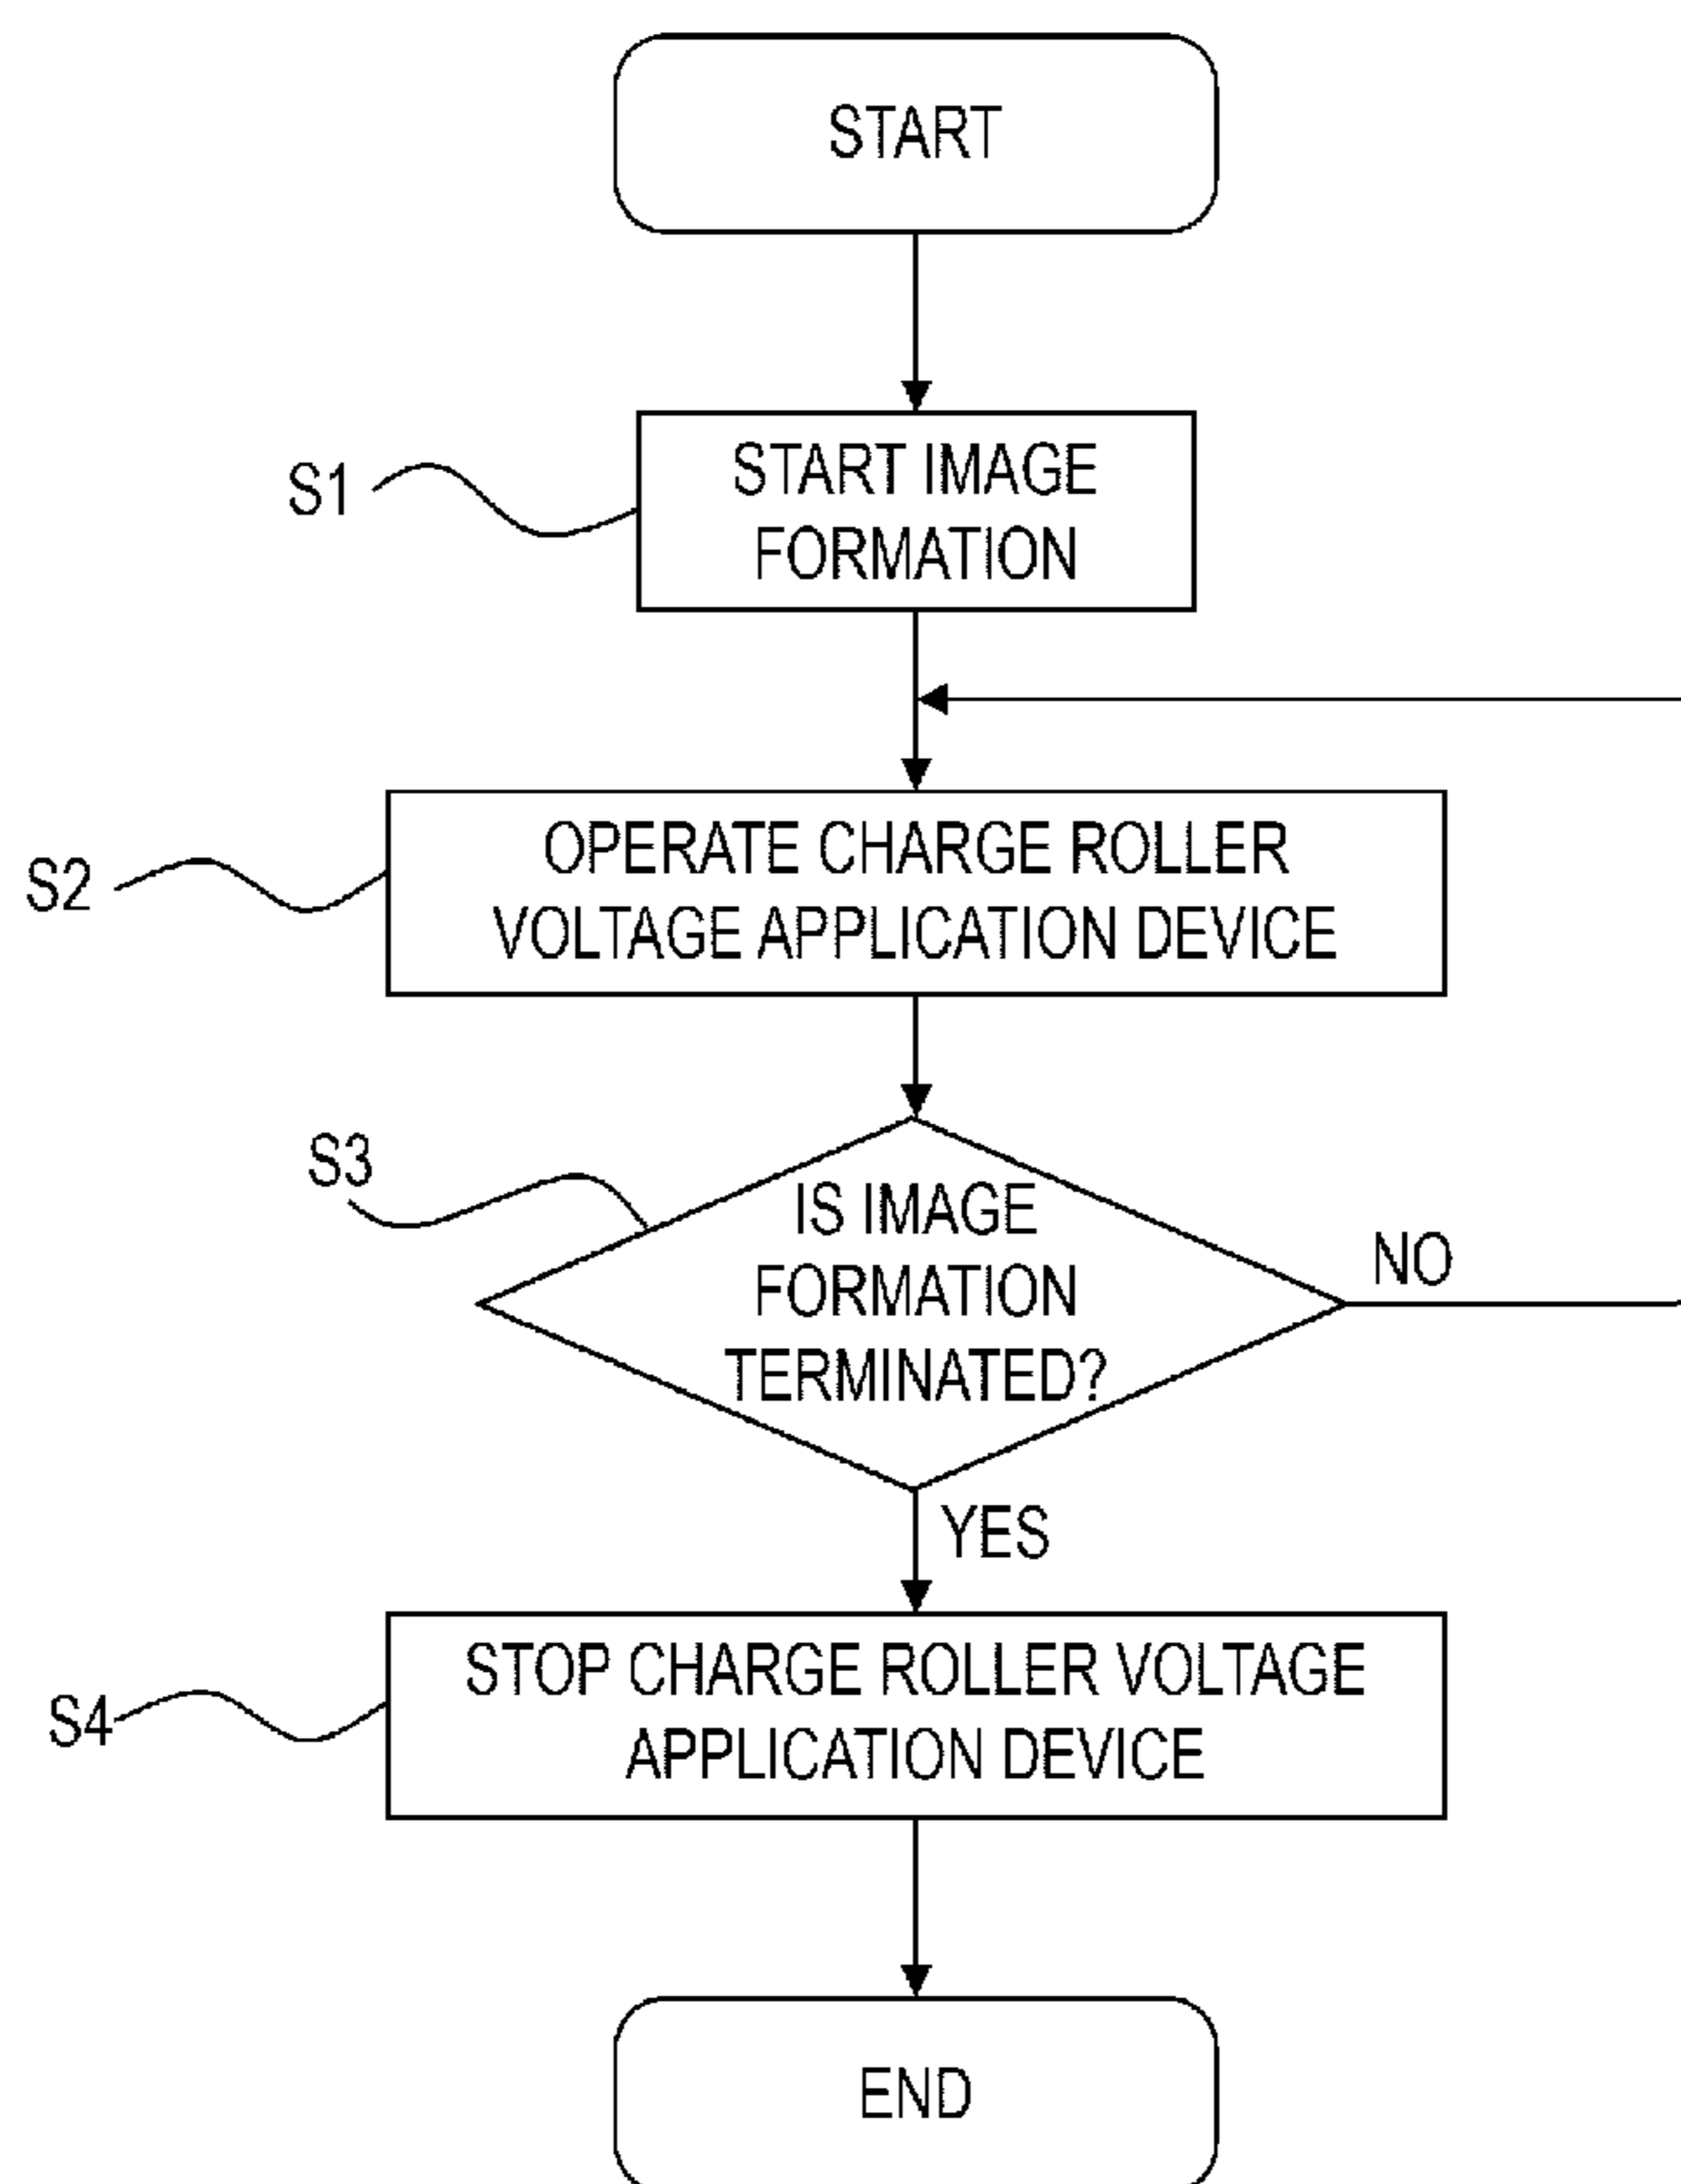 START
S1
START IMAGE
FORMATION
S2
OPERATE CHARGE ROLLER
VOLTAGE APPLICATION DEVICE
S3
IS IMAGE
FORMATION
TERMINATED?
NO
YES
S4
STOP CHARGE ROLLER VOLTAGE
APPLICATION DEVICE
END